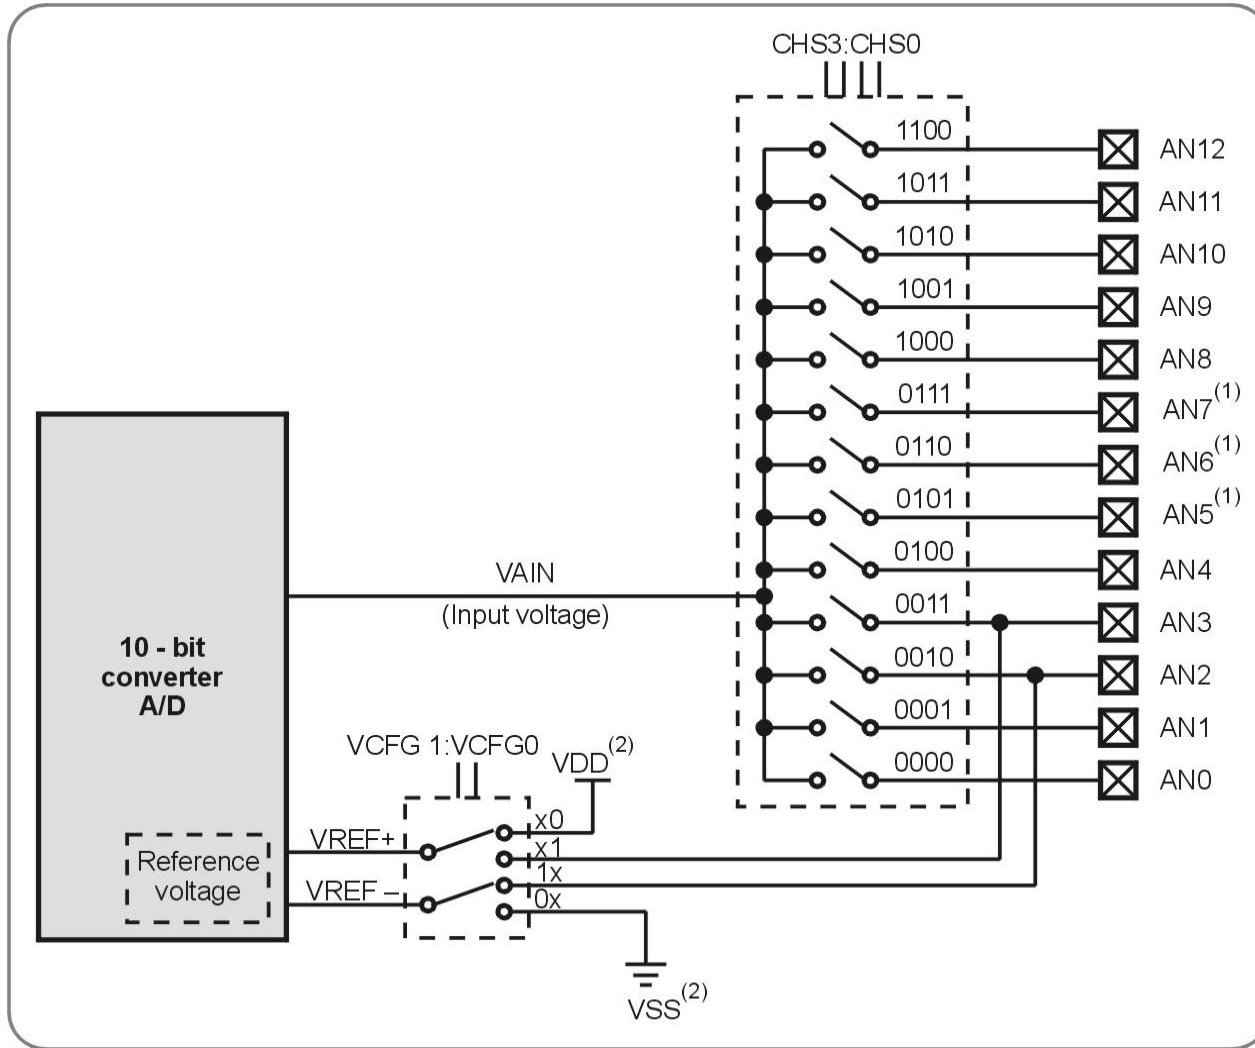 CHS3:CHS0
1100 AN12
1011 AN11
1010 AN10
1001 AN9
1000 AN8
0111 AN7(1)
0110 AN6(1)
0101 AN5(1)
0100 AN4
VAIN
(Input voltage)
0011 AN3
0010 AN2
0001 AN1
0000 AN0
10 - bit
converter
A/D
VCFG 1:VCFG0
VDD(2)
x0
VREF+
x1
Reference
voltage
1x
VREF –
0x
VSS(2)